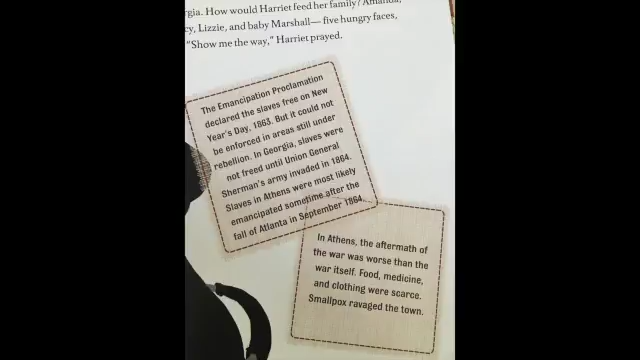 rgia. How would Harriet feed her family? Amanda,
cy, Lizzie, and baby Marshall— five hungry faces,
"Show me the way," Harriet prayed.
The Emancipation Proclamation
declared the slaves free on New
Year's Day, 1863. But it could not
be enforced in areas still under
rebellion. In Georgia, slaves were
not freed until Union General
Sherman's army invaded in 1864.
Slaves in Athens were most likely
emancipated sometime after the
fall of Atlanta in September 1864.
In Athens, the aftermath of
the war was worse than the
war itself. Food, medicine,
and clothing were scarce.
Smallpox ravaged the town.